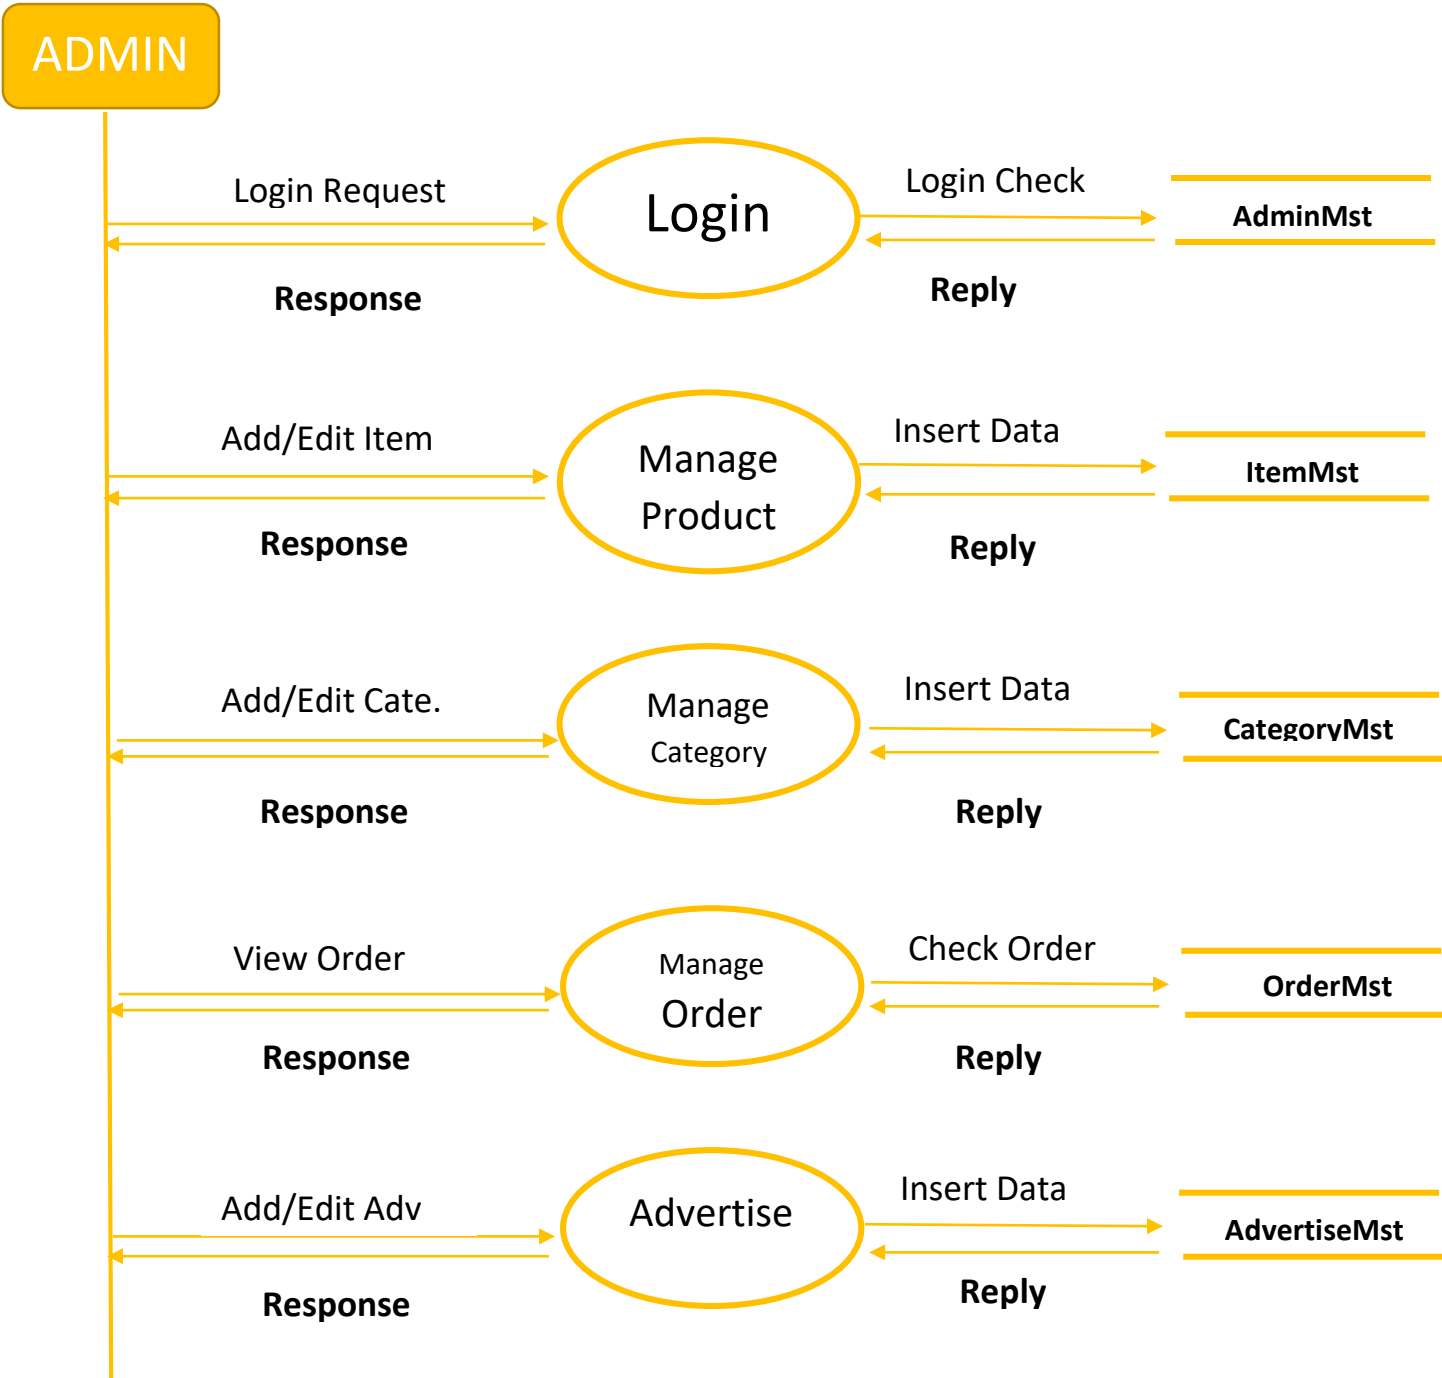 ADMIN
Login Request
Login
Login Check
AdminMst
Response
Reply
Add/Edit Item
Manage
Product
Insert Data
ItemMst
Response
Reply
Add/Edit Cate.
Manage
Category
Insert Data
CategoryMst
Response
Reply
View Order
Manage
Order
Check Order
OrderMst
Response
Reply
Add/Edit Adv
Advertise
Insert Data
AdvertiseMst
Response
Reply